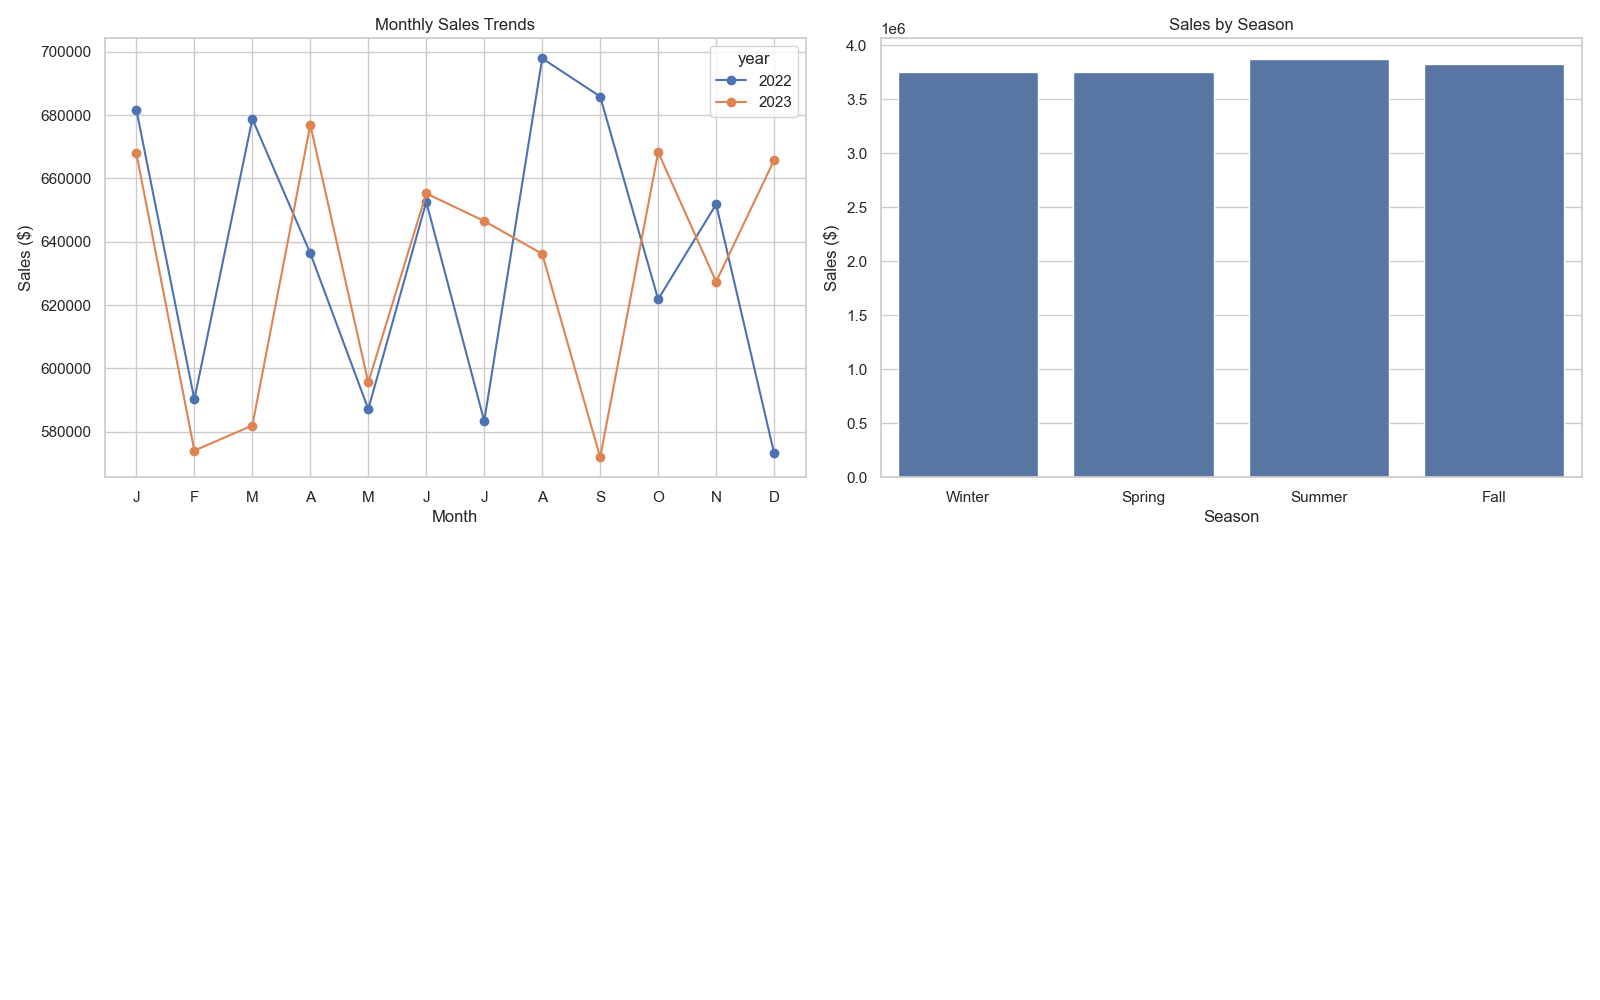 Monthly Sales Trends
700000
680000
660000
640000
620000
600000
580000
Sales ($)
year
2022
2023
J F M A M J J A S O N D
Month
Sales by Season
1e6
4.0
3.5
3.0
2.5
2.0
1.5
1.0
0.5
0.0
Sales ($)
Winter Spring Summer Fall
Season